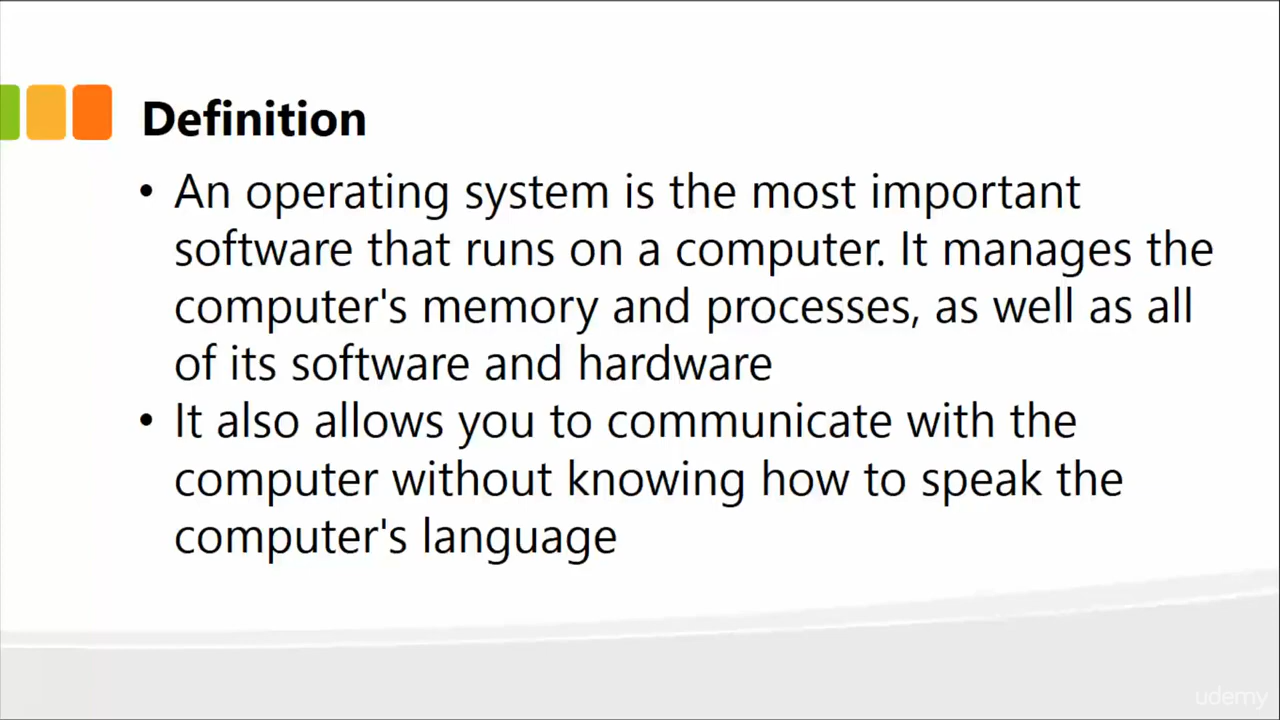 Definition
• An operating system is the most important
software that runs on a computer. It manages the
computer's memory and processes, as well as all
of its software and hardware
• It also allows you to communicate with the
computer without knowing how to speak the
computer's language
udemy